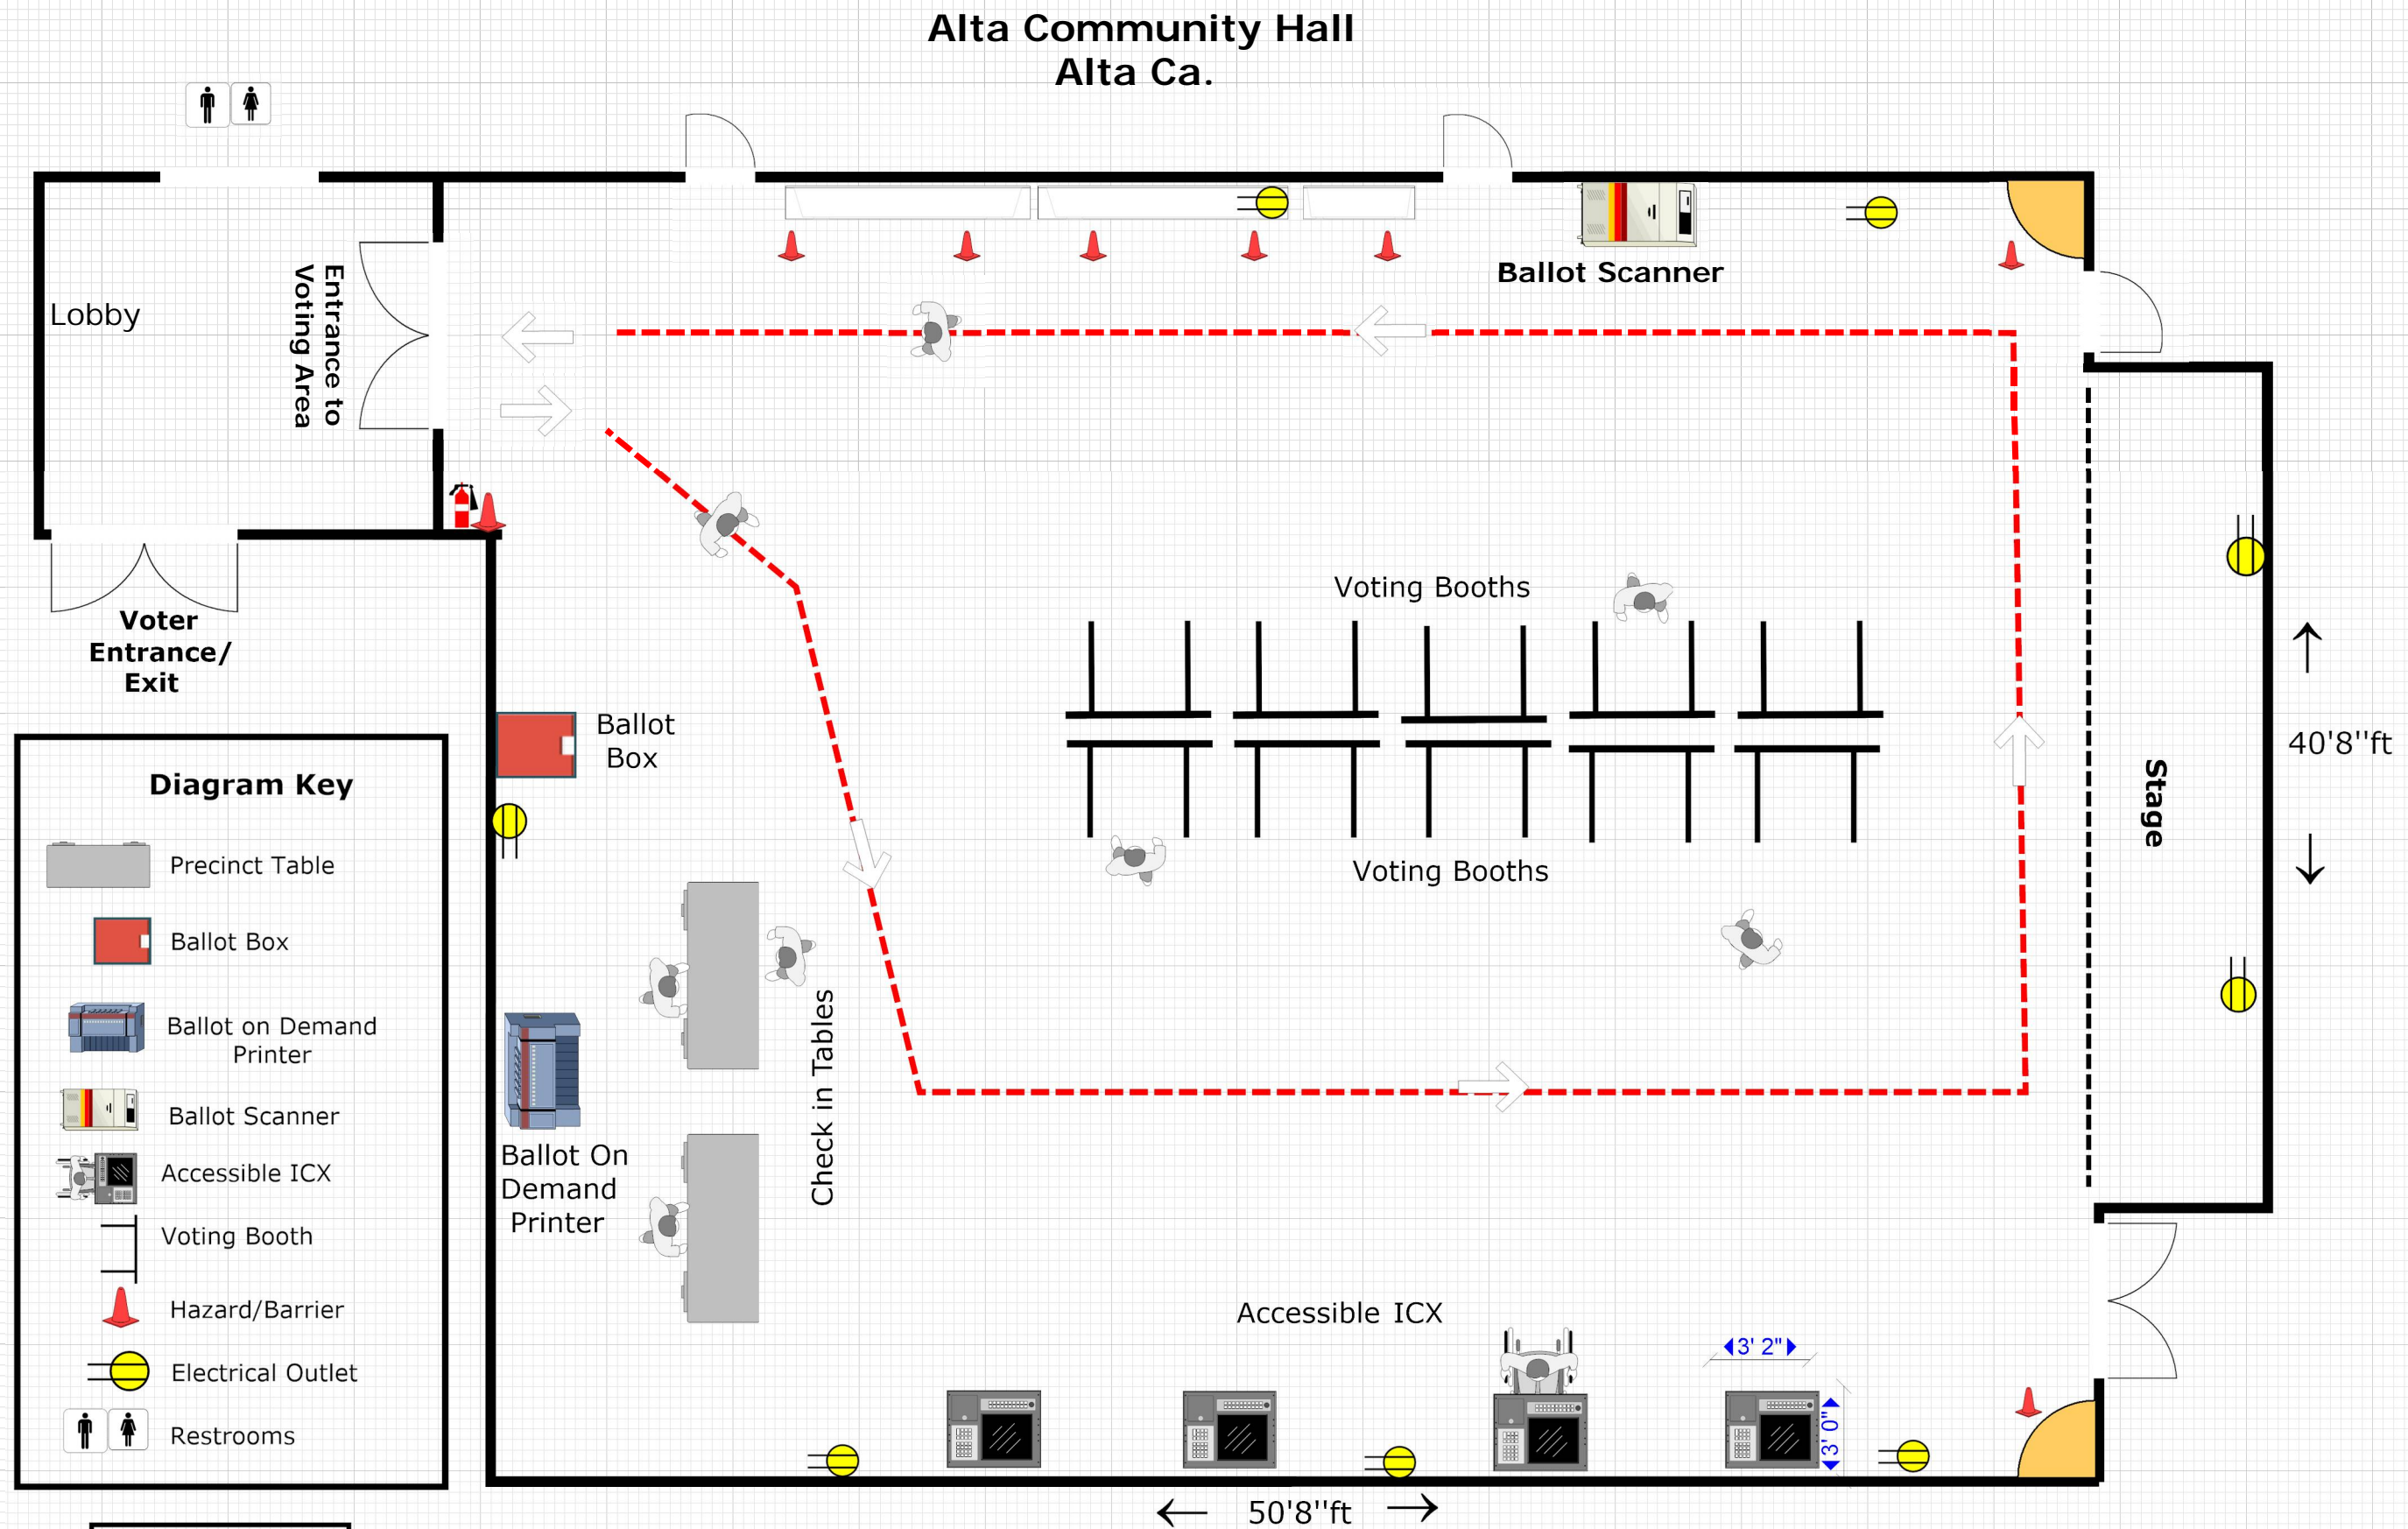 Alta Community Hall
Alta Ca.
Lobby
Entrance to
Voting Area
Ballot Scanner
Voter
Entrance/
Exit
Voting Booths
Ballot
Box
Voting Booths
Stage
40'8''ft
Check in Tables
Ballot On
Demand
Printer
Accessible ICX
3' 2"
3' 0"
50'8''ft
Diagram Key
Precinct Table
Ballot Box
Ballot on Demand
Printer
Ballot Scanner
Accessible ICX
Voting Booth
Hazard/Barrier
Electrical Outlet
Restrooms